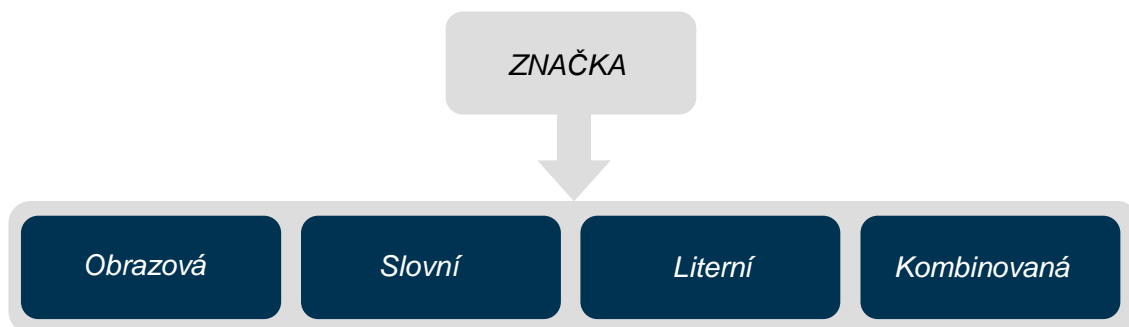 ZNAČKA
Obrazová
Slovní
Literní
Kombinovaná